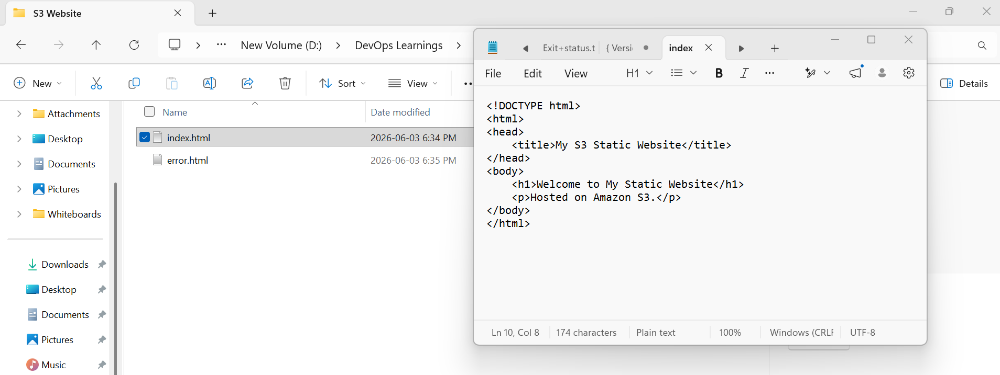 S3 Website
New Volume (D:)
DevOps Learnings
New
Sort
View
Details
Name
Date modified
Attachments
Desktop
Documents
Pictures
Whiteboards
Downloads
Desktop
Documents
Pictures
Music
index.html 2026-06-03 6:34 PM
error.html 2026-06-03 6:35 PM
Exit+status.t
{ Versi
index
File Edit View H1 B I
<!DOCTYPE html>
<html>
<head>
    <title>My S3 Static Website</title>
</head>
<body>
    <h1>Welcome to My Static Website</h1>
    <p>Hosted on Amazon S3.</p>
</body>
</html>
Ln 10, Col 8 174 characters Plain text 100% Windows (CRLF UTF-8